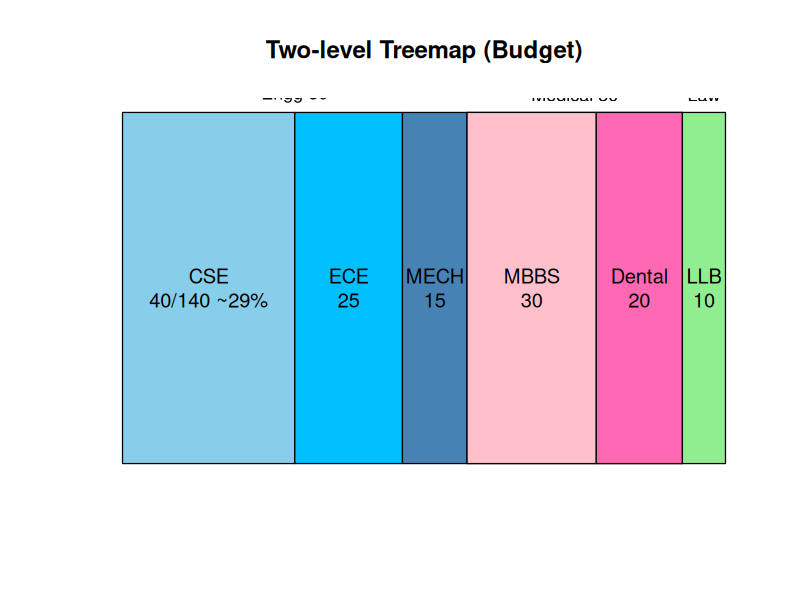 Two-level Treemap (Budget)
CSE
40/140 ~29%
ECE
25
MECH
15
MBBS
30
Dental
20
LLB
10